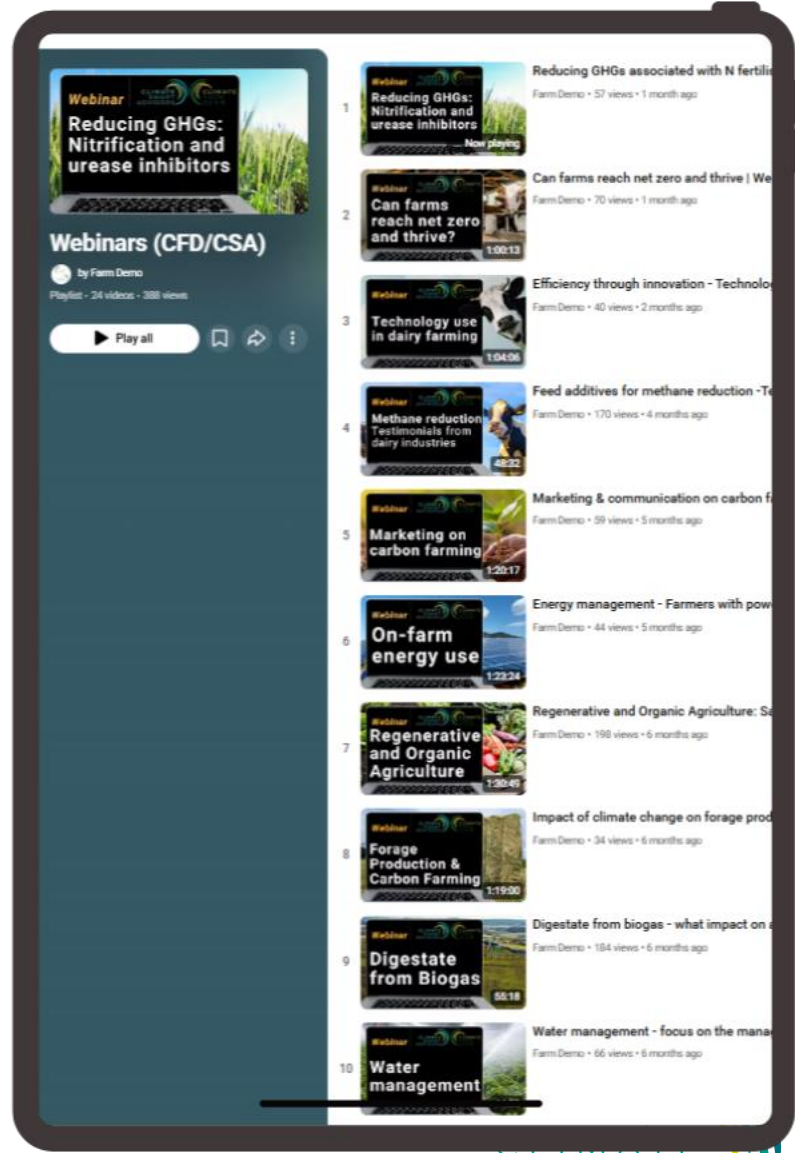 Webinar
Reducing GHGs:
Nitrification and
urease inhibitors
Webinars (CFD/CSA)
by Farm Demo
Playlist • 24 videos • 388 views
Play all
1
Webinar
Reducing GHGs:
Nitrification and
urease inhibitors
Now playing
Reducing GHGs associated with N fertili
Farm Demo • 57 views • 1 month ago
2
Webinar
Can farms
reach net zero
and thrive?
1:00:13
Can farms reach net zero and thrive | We
Farm Demo • 70 views • 1 month ago
3
Webinar
Technology use
in dairy farming
1:04:06
Efficiency through innovation - Technolo
Farm Demo • 40 views • 2 months ago
4
Webinar
Methane reduction
Testimonials from
dairy industries
48:32
Feed additives for methane reduction -Te
Farm Demo • 170 views • 4 months ago
5
Webinar
Marketing on
carbon farming
1:20:17
Marketing & communication on carbon f
Farm Demo • 59 views • 5 months ago
6
Webinar
On-farm
energy use
1:23:24
Energy management - Farmers with pow
Farm Demo • 44 views • 5 months ago
7
Webinar
Regenerative
and Organic
Agriculture
1:30:49
Regenerative and Organic Agriculture: Sa
Farm Demo • 198 views • 6 months ago
8
Webinar
Forage
Production &
Carbon Farming
1:19:00
Impact of climate change on forage prod
Farm Demo • 34 views • 6 months ago
9
Webinar
Digestate
from Biogas
55:18
Digestate from biogas - what impact on a
Farm Demo • 184 views • 6 months ago
10
Webinar
Water
management
Water management - focus on the mana
Farm Demo • 66 views • 6 months ago